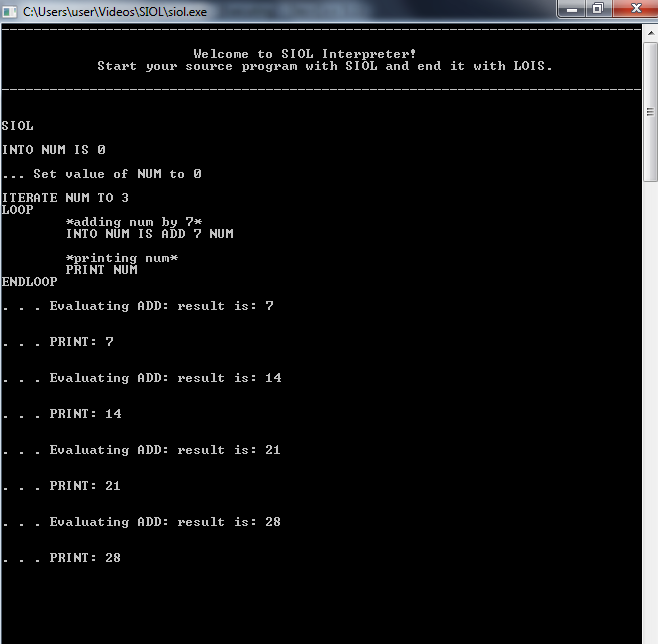 C:\Users\user\Videos\SIOL\siol.exe
--------------------------------------------------------------------------------
Welcome to SIOL Interpreter!
Start your source program with SIOL and end it with LOIS.
--------------------------------------------------------------------------------
SIOL
INTO NUM IS 0
... Set value of NUM to 0
ITERATE NUM TO 3
LOOP
*adding num by 7*
INTO NUM IS ADD 7 NUM
*printing num*
PRINT NUM
ENDLOOP
. . . Evaluating ADD: result is: 7
. . . PRINT: 7
. . . Evaluating ADD: result is: 14
. . . PRINT: 14
. . . Evaluating ADD: result is: 21
. . . PRINT: 21
. . . Evaluating ADD: result is: 28
. . . PRINT: 28